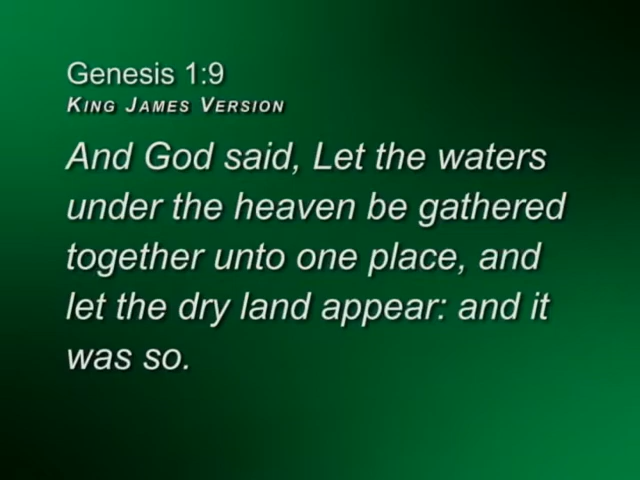 Genesis 1:9
King James Version
And God said, Let the waters
under the heaven be gathered
together unto one place, and
let the dry land appear: and it
was so.